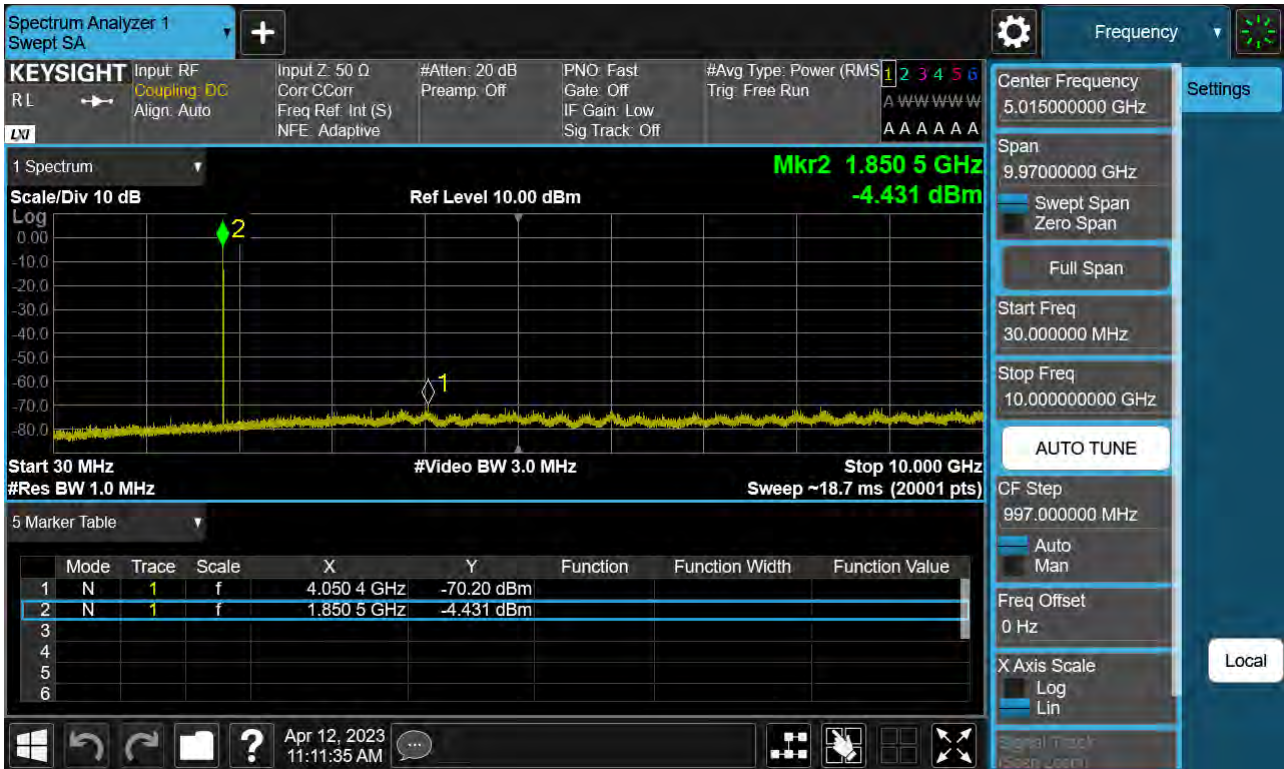 Spectrum Analyzer 1
Swept SA
+
Frequency
KEYSIGHT Input: RF Input Z: 50 Ω #Atten: 20 dB PNO: Fast #Avg Type: Power (RMS 1 2 3 4 5 6
RL Coupling: DC Corr CCorr Preamp: Off Gate: Off Trig: Free Run A W W W W W
Align: Auto Freq Ref: Int (S) IF Gain: Low
LXI NFE: Adaptive Sig Track: Off A A A A A A
1 Spectrum Mkr2 1.850 5 GHz
Scale/Div 10 dB Ref Level 10.00 dBm -4.431 dBm
Log
0.00
-10.0
-20.0
-30.0
-40.0
-50.0
-60.0
-70.0
-80.0
2
1
Start 30 MHz #Video BW 3.0 MHz Stop 10.000 GHz
#Res BW 1.0 MHz Sweep ~18.7 ms (20001 pts)
5 Marker Table
Mode Trace Scale X Y Function Function Width Function Value
1 N 1 f 4.050 4 GHz -70.20 dBm
2 N 1 f 1.850 5 GHz -4.431 dBm
3
4
5
6
Apr 12, 2023
11:11:35 AM
?
Center Frequency
5.015000000 GHz
Settings
Span
9.97000000 GHz
Swept Span
Zero Span
Full Span
Start Freq
30.000000 MHz
Stop Freq
10.000000000 GHz
AUTO TUNE
CF Step
997.000000 MHz
Auto
Man
Freq Offset
0 Hz
X Axis Scale
Log
Lin
Local
Signal Track
(Span Zoom)